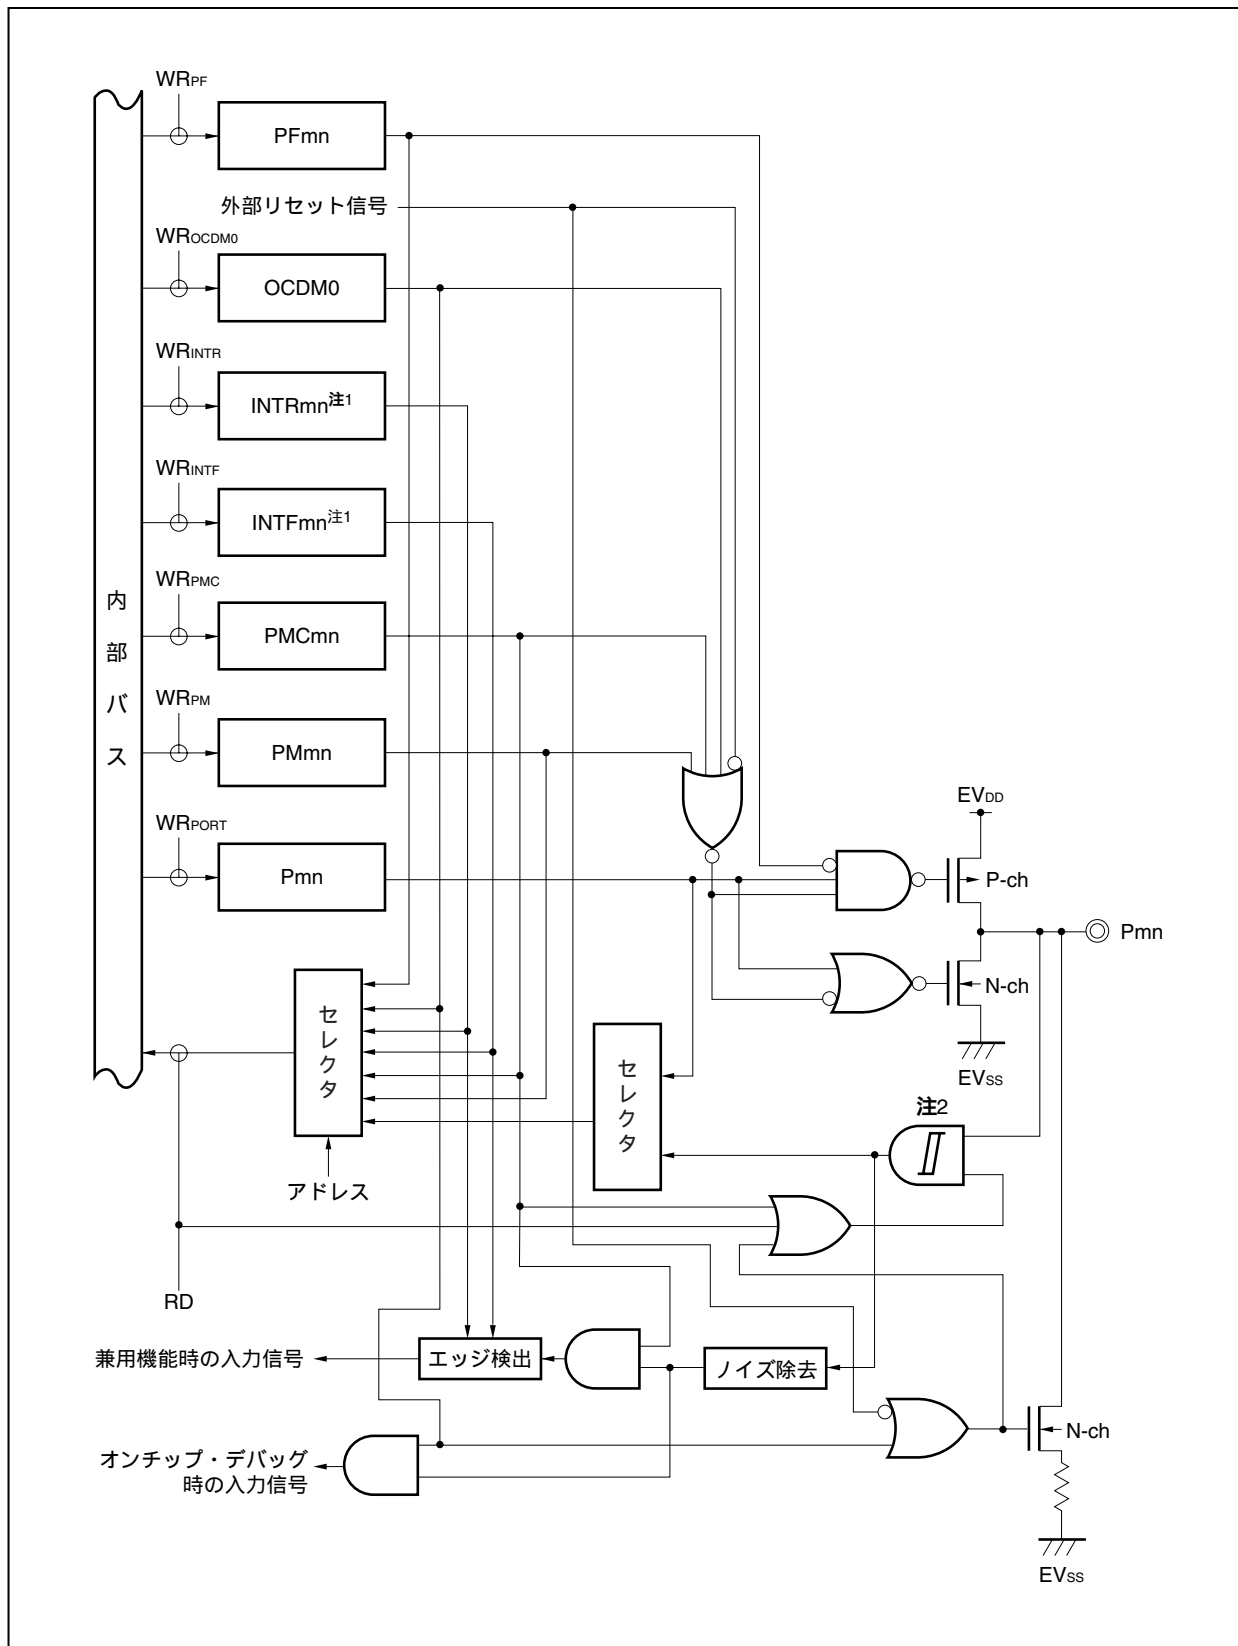 WRPF
PFmn
外部リセット信号
WROCDM0
OCDM0
WRINTR
INTRmn注1
WRINTF
INTFmn注1
WRPMC
PMCmn
内部バス
WRPM
PMmn
WRPORT
Pmn
EVDD
P-ch
Pmn
N-ch
EVSS
セレクタ
セレクタ
注2
アドレス
RD
兼用機能時の入力信号
エッジ検出
ノイズ除去
N-ch
オンチップ・デバッグ
時の入力信号
EVSS